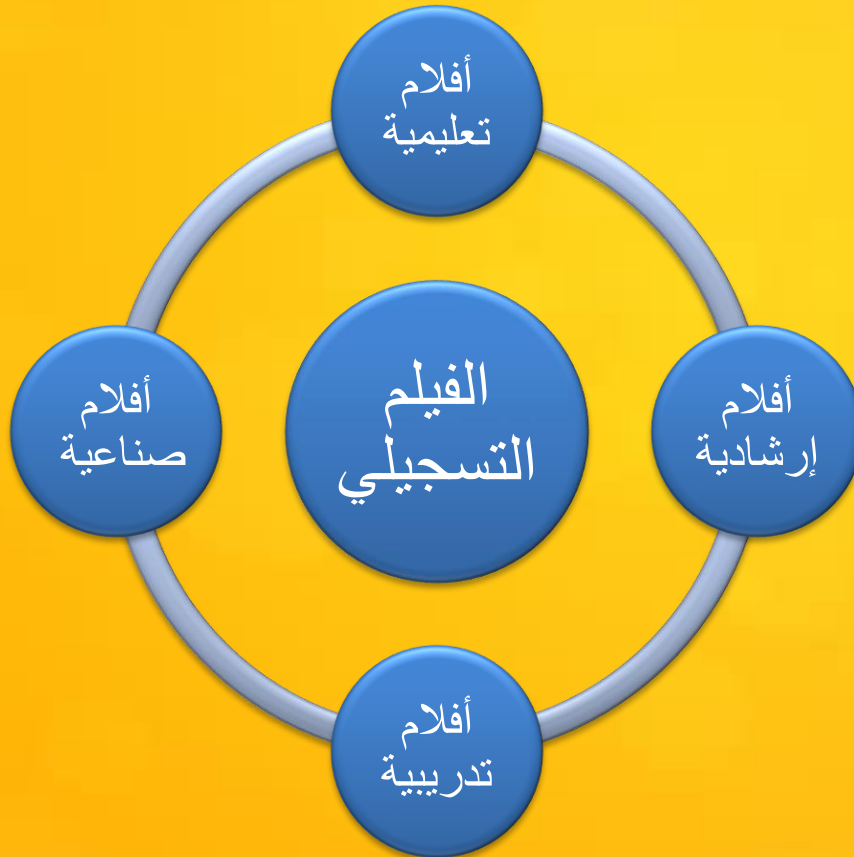 أفلام
تعليمية
أفلام
إرشادية
الفيلم
التسجيلي
أفلام
صناعية
أفلام
تدريبية